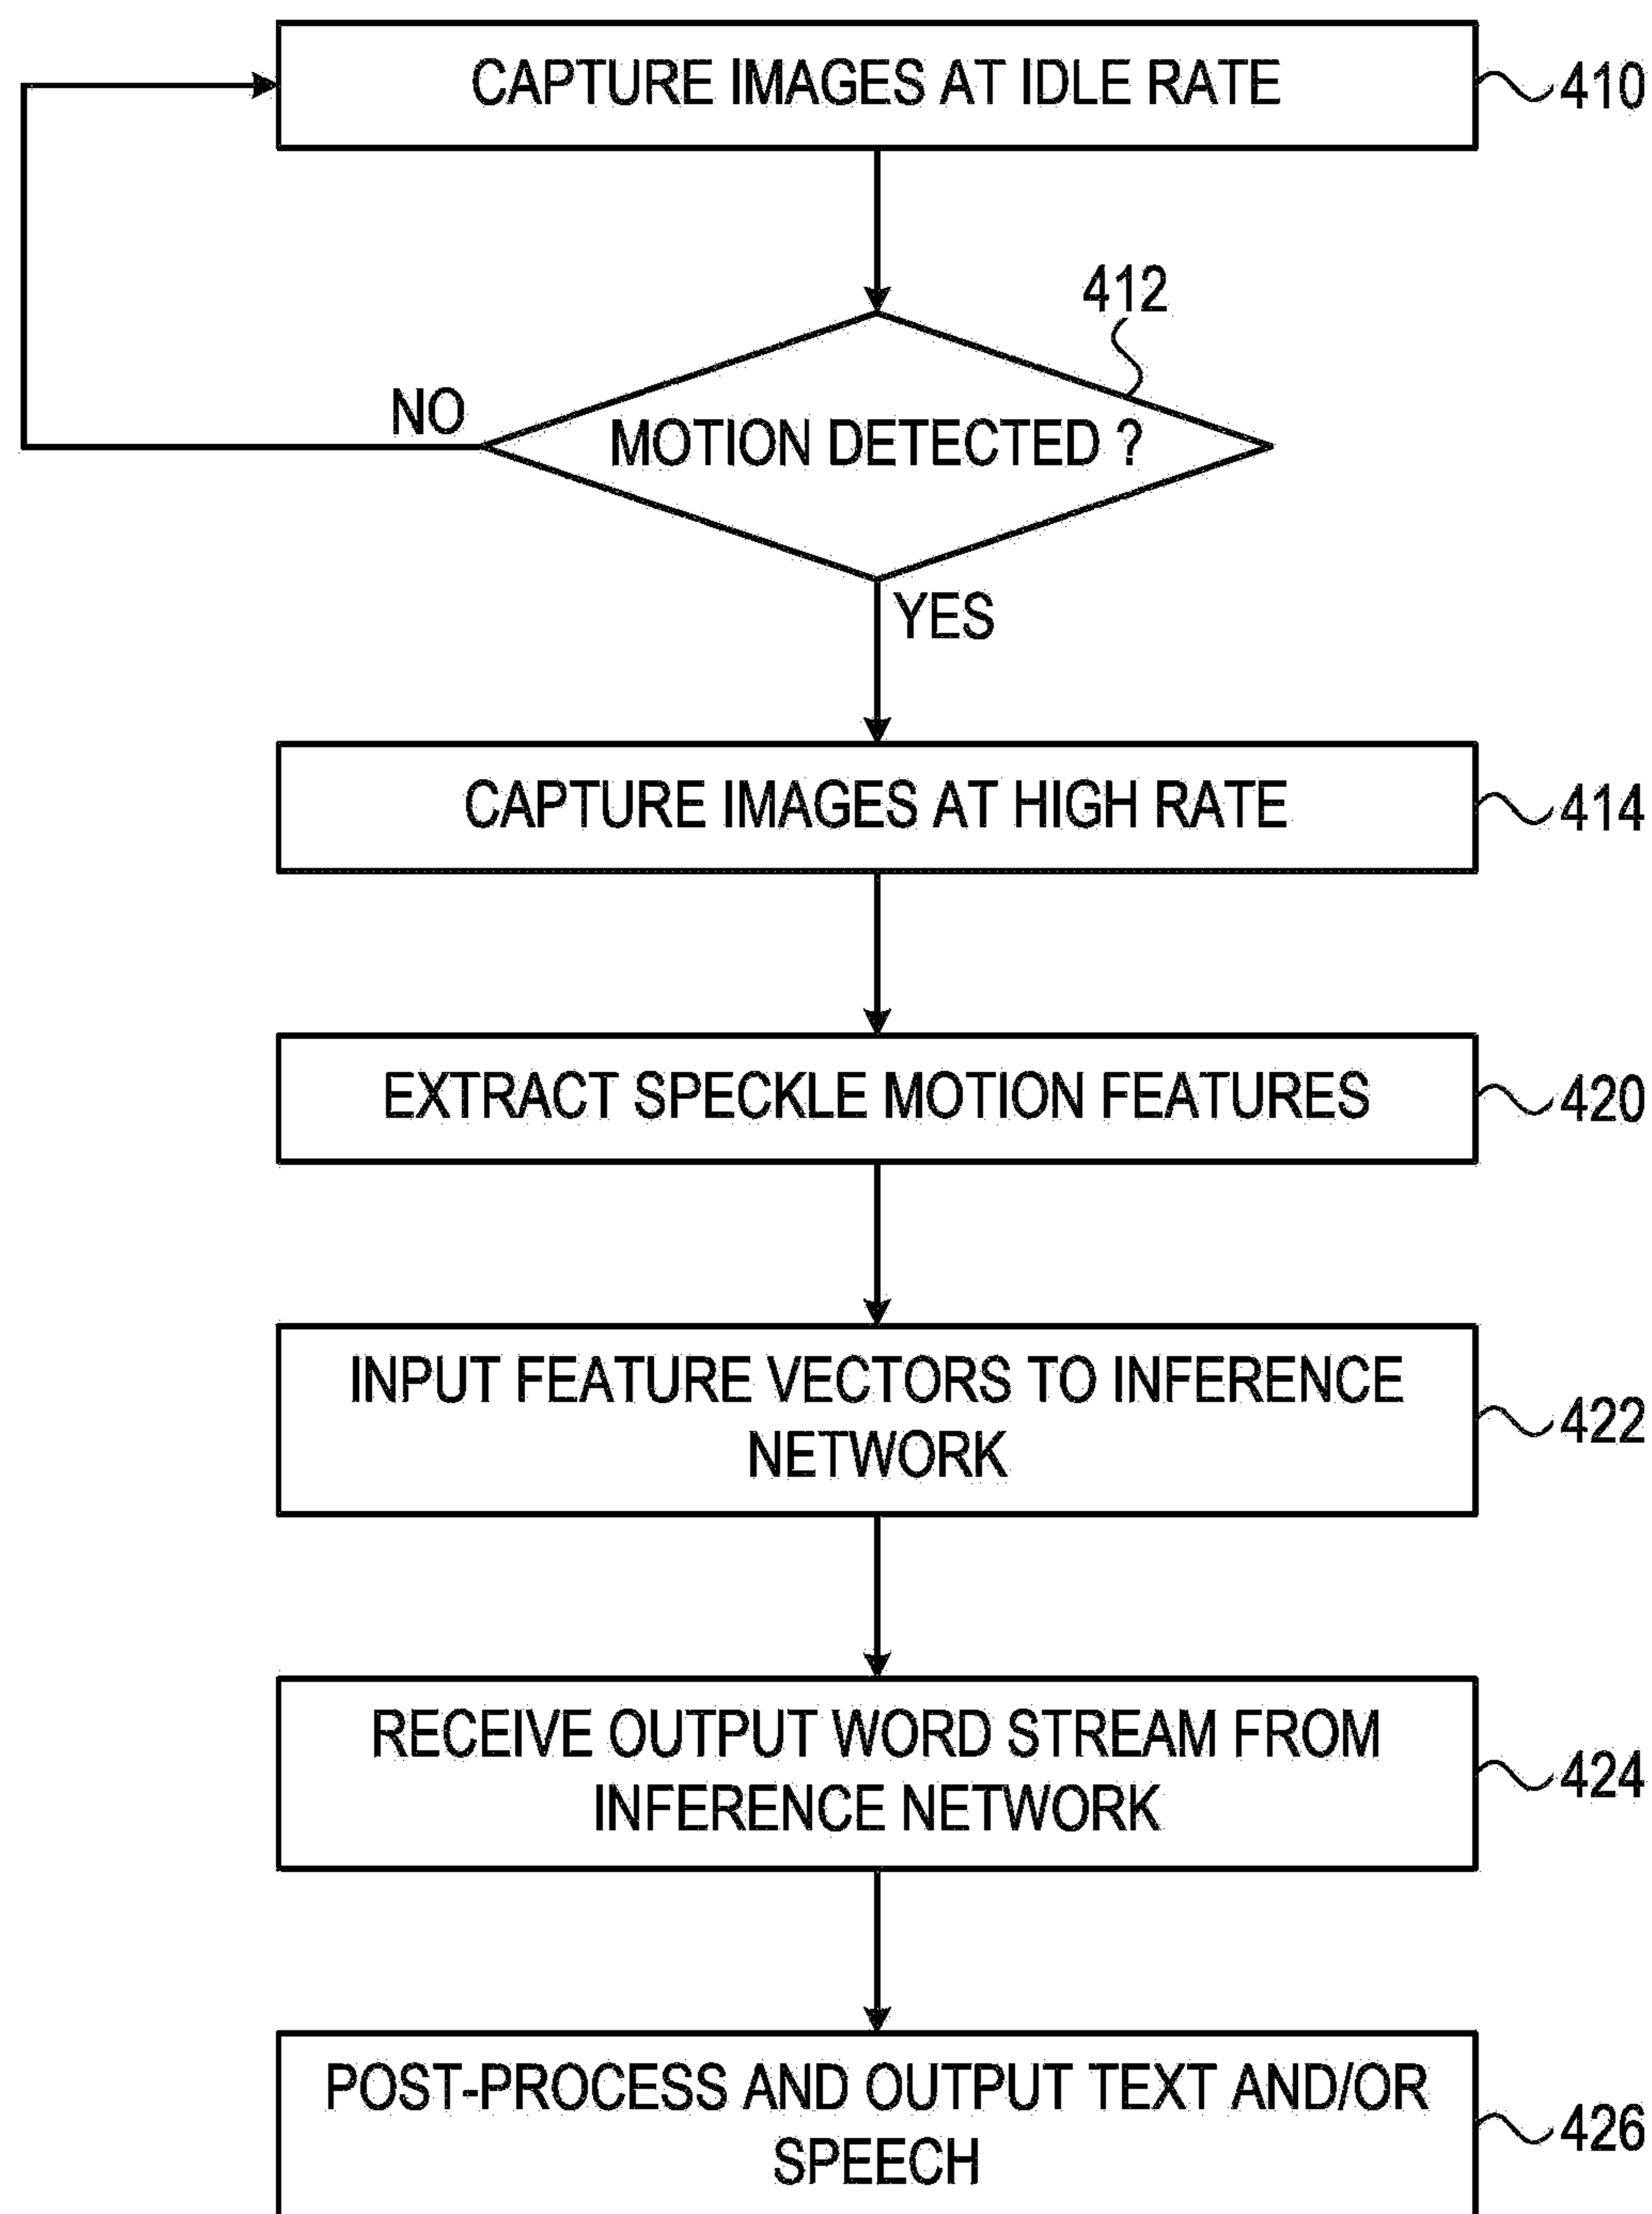 CAPTURE IMAGES AT IDLE RATE
410
412
NO
MOTION DETECTED ?
YES
CAPTURE IMAGES AT HIGH RATE
414
EXTRACT SPECKLE MOTION FEATURES
420
INPUT FEATURE VECTORS TO INFERENCE
NETWORK
422
RECEIVE OUTPUT WORD STREAM FROM
INFERENCE NETWORK
424
POST-PROCESS AND OUTPUT TEXT AND/OR
SPEECH
426